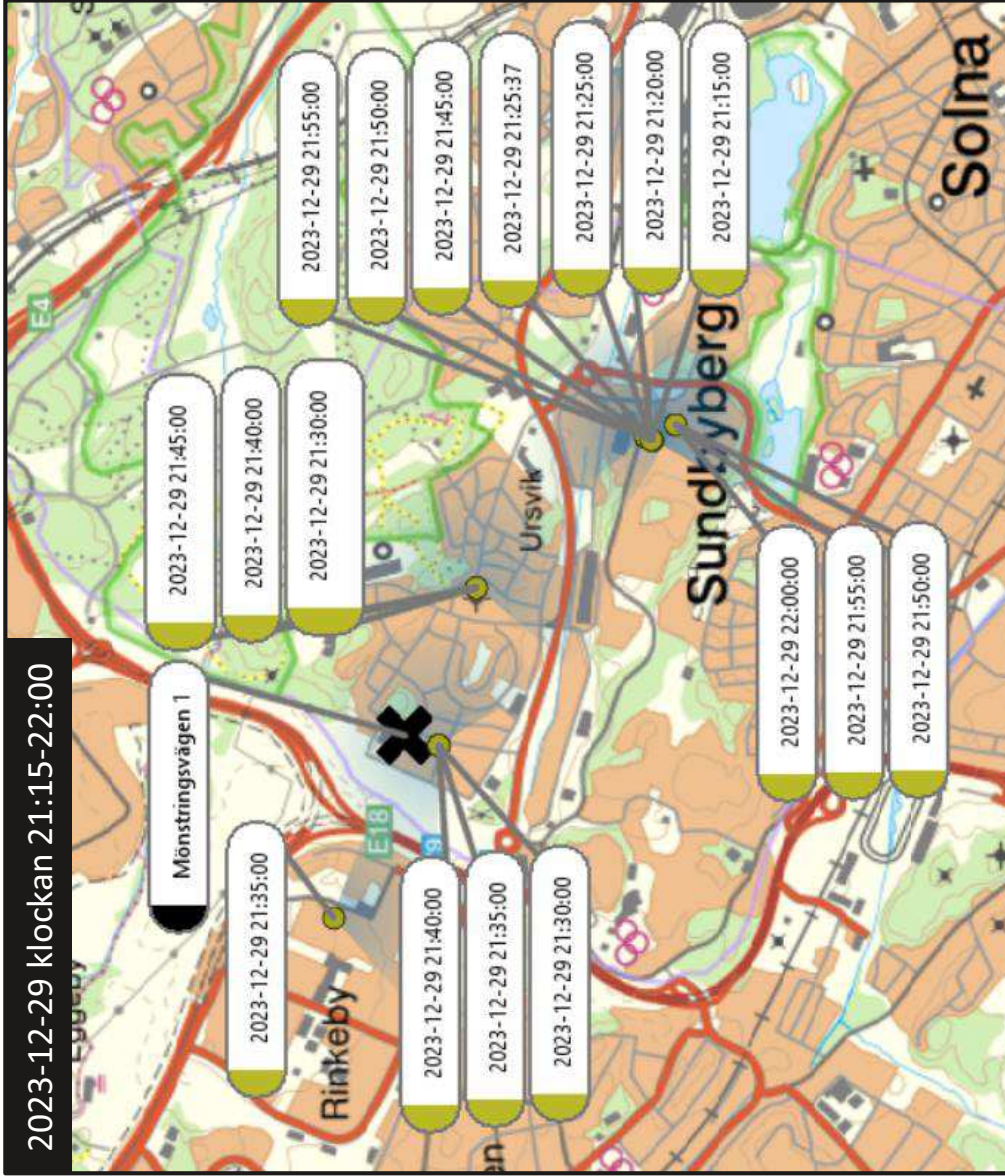 2023-12-29 klockan 21:15-22:00
E4
Mönstringsvägen 1
2023-12-29 21:45:00
2023-12-29 21:40:00
2023-12-29 21:30:00
2023-12-29 21:35:00
Rinkeby
E18
2023-12-29 21:55:00
2023-12-29 21:50:00
2023-12-29 21:45:00
2023-12-29 21:25:37
2023-12-29 21:25:00
2023-12-29 21:20:00
2023-12-29 21:15:00
2023-12-29 21:40:00
2023-12-29 21:35:00
2023-12-29 21:30:00
Ursvik
Sundbyberg
2023-12-29 22:00:00
2023-12-29 21:55:00
2023-12-29 21:50:00
Solna